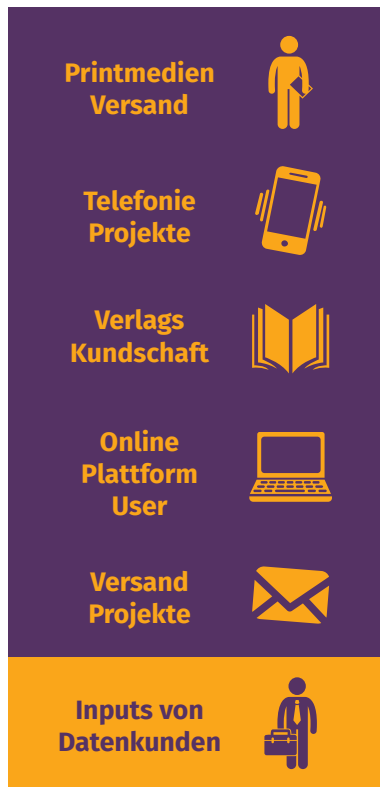 Printmedien
Versand
Telefonie
Projekte
Verlags
Kundschaft
Online
Plattform
User
Versand
Projekte
Inputs von
Datenkunden